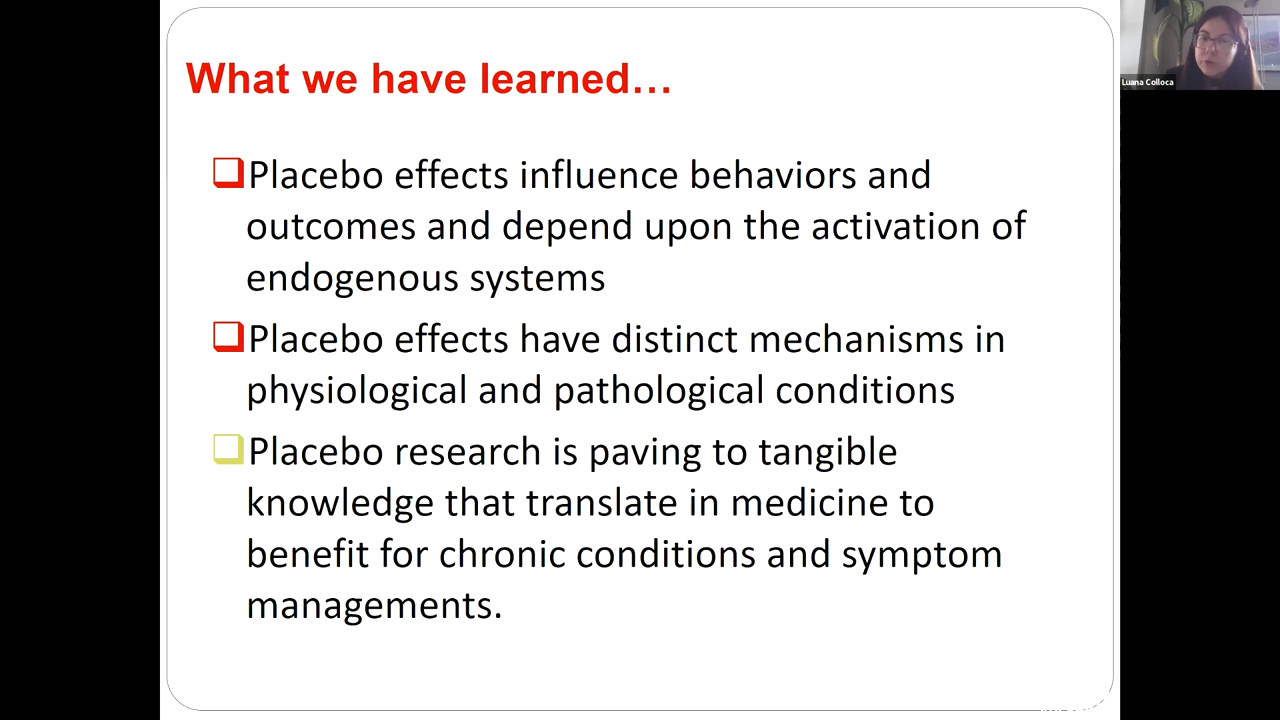 What we have learned…
Placebo effects influence behaviors and
outcomes and depend upon the activation of
endogenous systems
Placebo effects have distinct mechanisms in
physiological and pathological conditions
Placebo research is paving to tangible
knowledge that translate in medicine to
benefit for chronic conditions and symptom
managements.
Luana Colloca